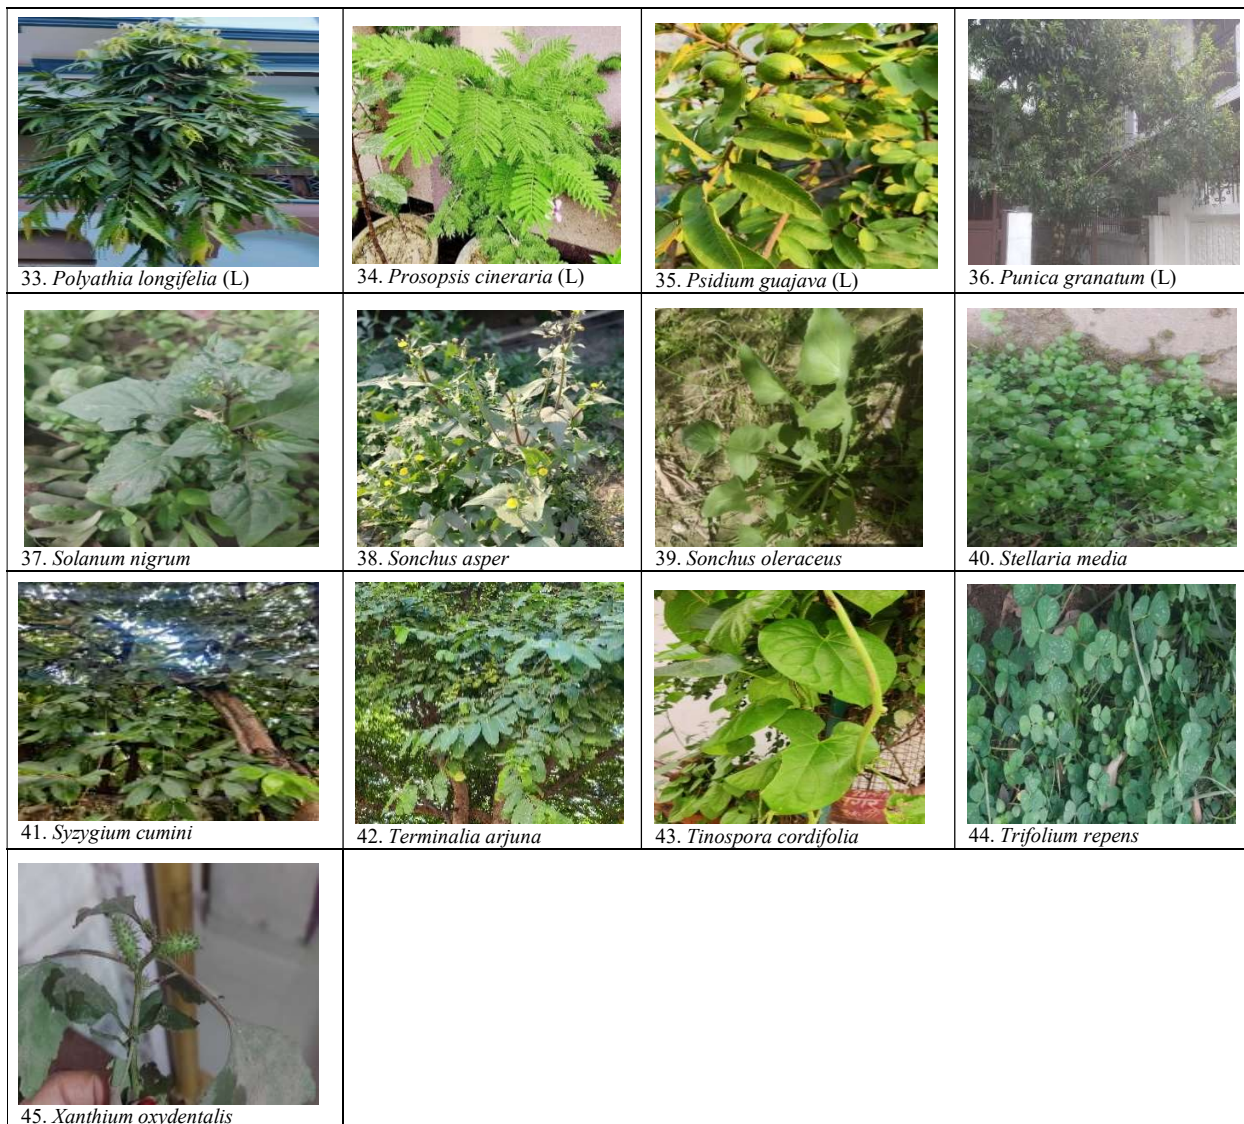 33. Polyathia longifelia (L)
34. Prosopsis cineraria (L)
35. Psidium guajava (L)
36. Punica granatum (L)
37. Solanum nigrum
38. Sonchus asper
39. Sonchus oleraceus
40. Stellaria media
41. Syzygium cumini
42. Terminalia arjuna
43. Tinospora cordifolia
44. Trifolium repens
45. Xanthium oxydentalis